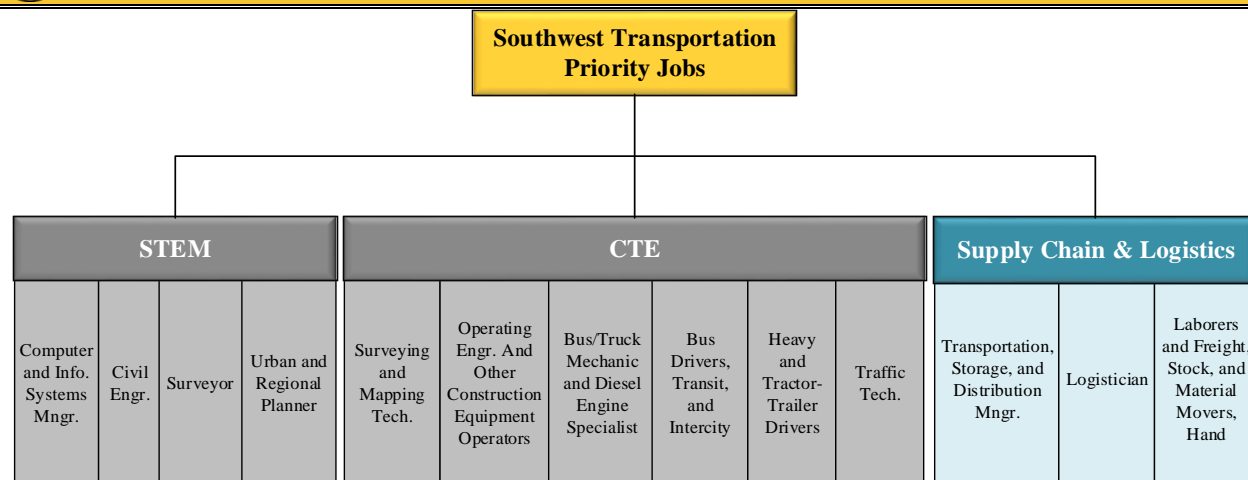 Southwest Transportation
Priority Jobs
STEM
CTE
Supply Chain & Logistics
Computer
and Info.
Systems
Mngr.
Civil
Engr.
Surveyor
Urban and
Regional
Planner
Surveying
and
Mapping
Tech.
Operating
Engr. And
Other
Construction
Equipment
Operators
Bus/Truck
Mechanic
and Diesel
Engine
Specialist
Bus
Drivers,
Transit,
and
Intercity
Heavy
and
Tractor-
Trailer
Drivers
Traffic
Tech.
Transportation,
Storage, and
Distribution
Mngr.
Logistician
Laborers
and Freight,
Stock, and
Material
Movers,
Hand